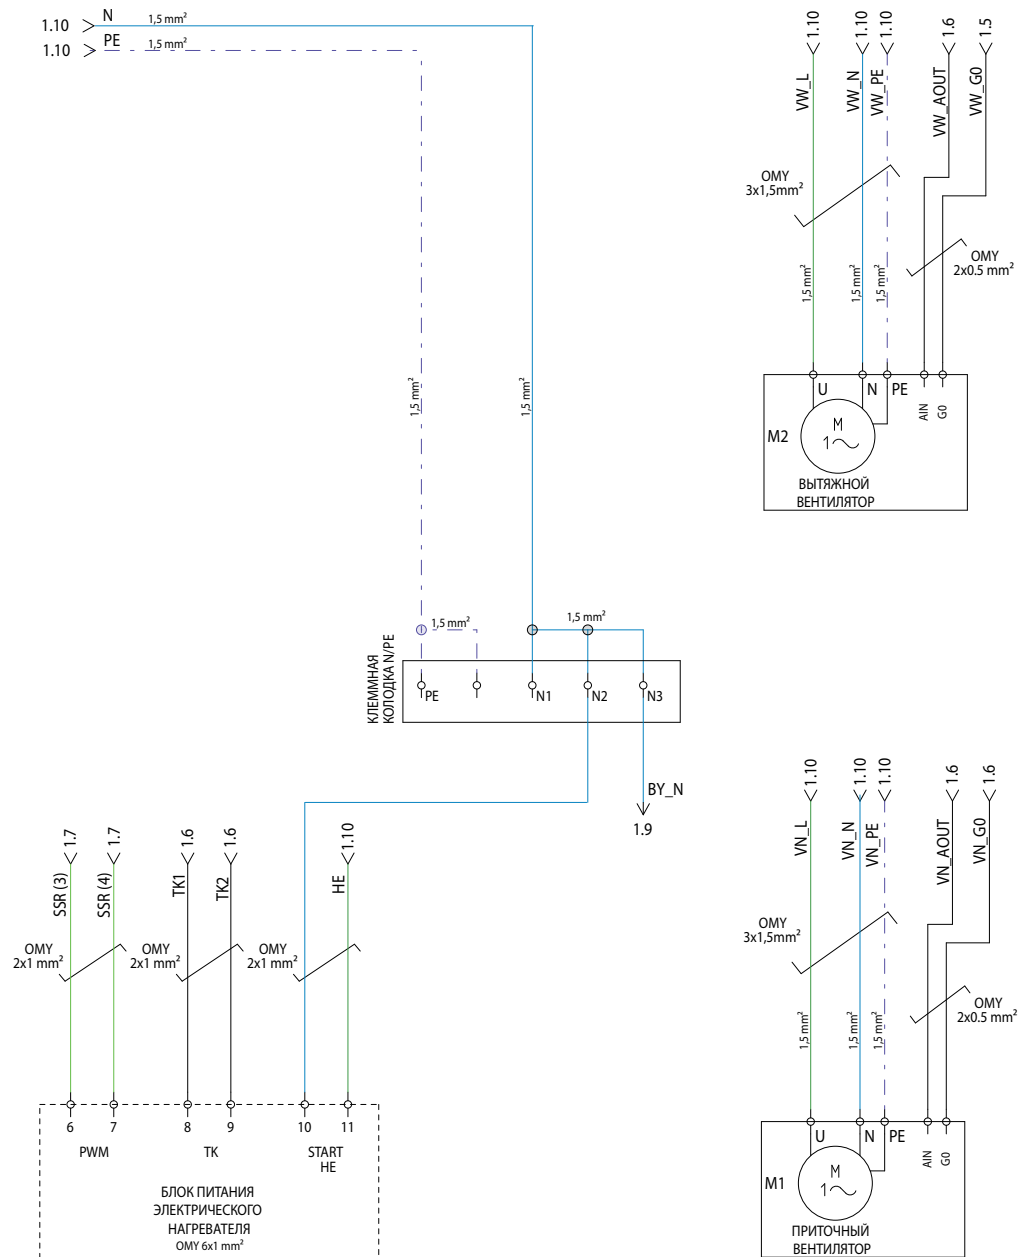 1.10 N 1,5 mm²
1.10 PE 1,5 mm²
1,5 mm²
1,5 mm²
1.10
1.10
1.10
1.6
1.5
VW_L
VW_N
VW_PE
VW_AOUT
VW_G0
OMY
3x1,5mm²
OMY
2x0.5 mm²
1,5 mm²
1,5 mm²
1,5 mm²
U N PE AIN G0
M2
M
1
ВЫТЯЖНОЙ
ВЕНТИЛЯТОР
1,5 mm²
1,5 mm²
КЛЕММНАЯ
КОЛОДКА N/PE
PE N1 N2 N3
BY_N
1.9
1.7
1.7
1.6
1.6
1.10
SSR (3)
SSR (4)
TK1
TK2
HE
OMY
2x1 mm²
OMY
2x1 mm²
OMY
2x1 mm²
6 7 8 9 10 11
PWM TK START
HE
БЛОК ПИТАНИЯ
ЭЛЕКТРИЧЕСКОГО
НАГРЕВАТЕЛЯ
OMY 6x1 mm²
1.10
1.10
1.10
1.6
1.6
VN_L
VN_N
VN_PE
VN_AOUT
VN_G0
OMY
3x1,5mm²
OMY
2x0.5 mm²
1,5 mm²
1,5 mm²
1,5 mm²
U N PE AIN G0
M1
M
1
ПРИТОЧНЫЙ
ВЕНТИЛЯТОР